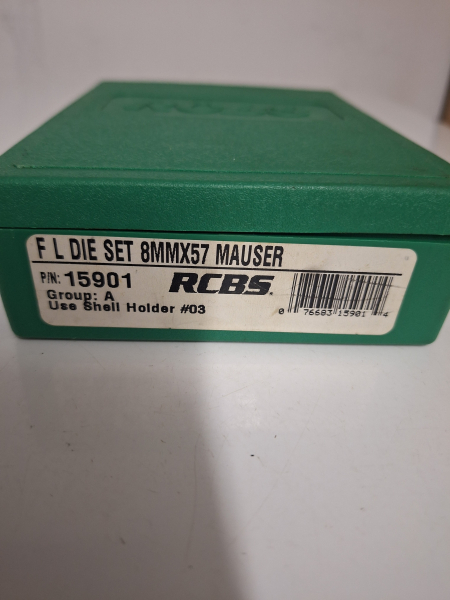 F L DIE SET 8MMX57 MAUSER
P/N: 15901 RCBS.
Group: A
Use Shell Holder #03
0 76683 15901 4